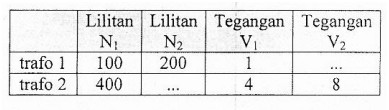 Lilitan N₁ Lilitan N₂ Tegangan V₁ Tegangan V₂
trafo 1 100 200 1 ...
trafo 2 400 ... 4 8